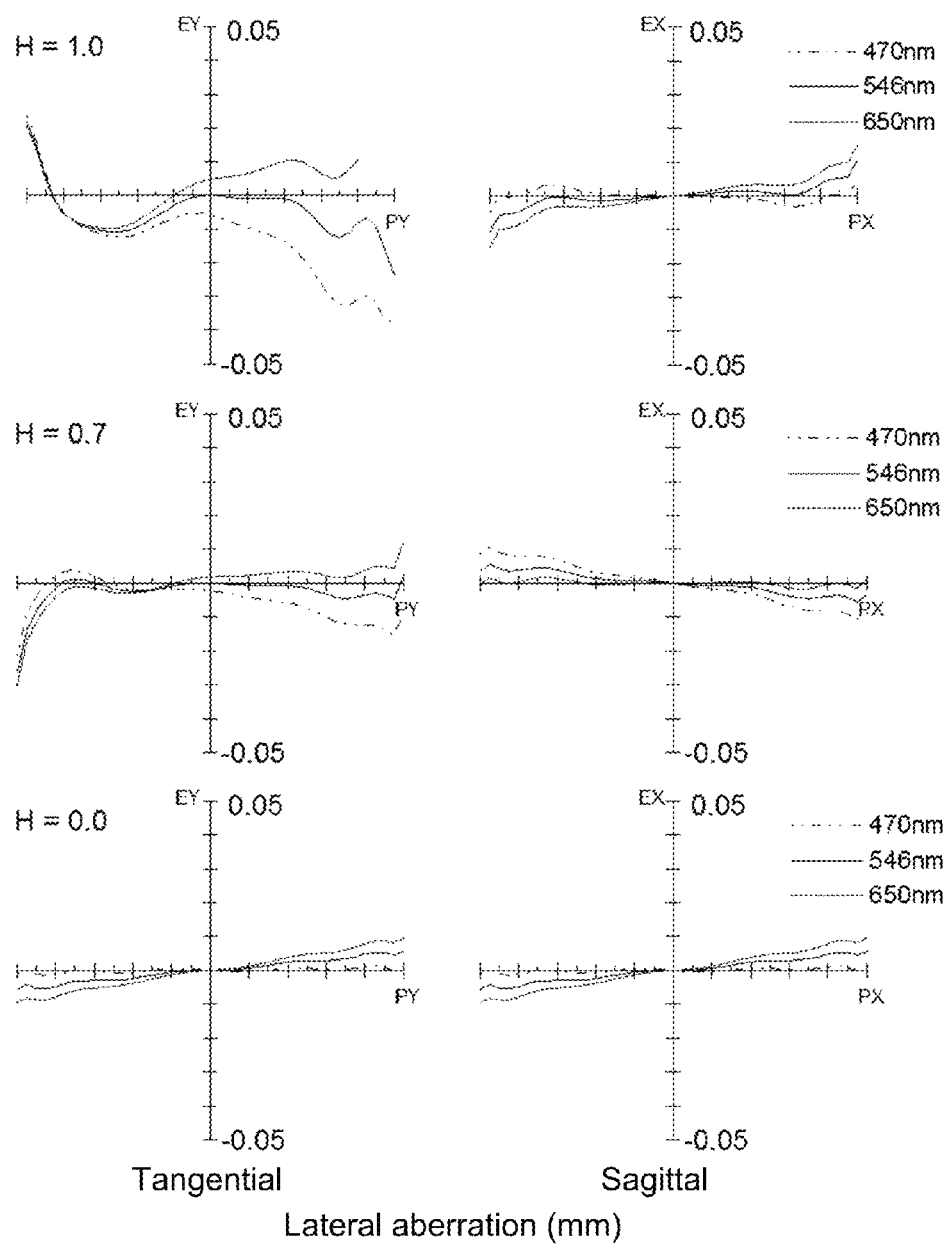 H = 1.0
EY 0.05
PY
-0.05
EX 0.05
PX
-0.05
470nm
546nm
650nm
H = 0.7
EY 0.05
PY
-0.05
EX 0.05
PX
-0.05
470nm
546nm
650nm
H = 0.0
EY 0.05
PY
-0.05
EX 0.05
PX
-0.05
470nm
546nm
650nm
Tangential
Sagittal
Lateral aberration (mm)